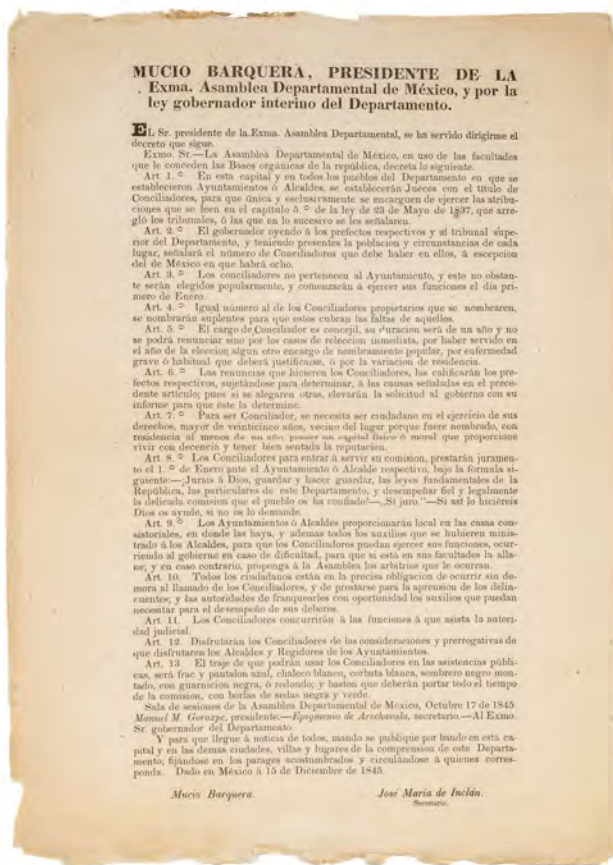 MUCIO BARQUERA, PRESIDENTE DE LA
Exma. Asamblea Departamental de México, y por la
ley gobernador interino del Departamento.
EL Sr. presidente de la Exma. Asamblea Departamental, se ha servido dirigirme el
decreto que sigue.
Exmo. Sr.—La Asamblea Departamental de México, en uso de las facultades
que le conceden las Bases orgánicas de la república, decreta lo siguiente.
Art. 1.° En esta capital y en todos los pueblos del Departamento en que se
establecieron Ayuntamientos ó Alcaldes, se establecerán Jueces con el título de
Conciliadores, para que única y esclusivamente se encarguen de ejercer las atribu-
ciones que se leen en el capitulo 5.° de la ley de 23 de Mayo de 1837, que arre-
gló los tribunales, ó las que en lo sucesivo se les señalaren.
Art. 2.° El gobernador oyendo á los prefectos respectivos y al tribunal supe-
rior del Departamento, y teniendo presentes la poblacion y circunstancias de cada
lugar, señalará el número de Conciliadores que debe haber en ellos, á escepcion
del de México en que habrá ocho.
Art. 3.° Los conciliadores no pertenecen al Ayuntamiento, y esto no obstan-
te serán elegidos popularmente, y comenzarán á ejercer sus funciones el dia pri-
mero de Enero.
Art. 4.° Igual número al de los Conciliadores propietarios que se nombraren,
se nombrarán suplentes para que estos cubran las faltas de aquellos.
Art. 5.° El cargo de Conciliador es concejil, su duracion será de un año y no
se podrá renunciar sino por los casos de releccion inmediata, por haber servido en
el año de la eleccion algun otro encargo de nombramiento popular, por enfermedad
grave ó habitual que deberá justificarse, ó por la variacion de residencia.
Art. 6.° Las renuncias que hicieren los Conciliadores, las calificarán los pre-
fectos respectivos, sujetándose para determinar, á las causas señaladas en el prece-
dente artículo; pues si se alegaren otras, elevarán la solicitud al gobierno con su
informe para que éste la determine.
Art. 7.° Para ser Conciliador, se necesita ser ciudadano en el ejercicio de sus
derechos, mayor de veinticinco años, vecino del lugar porque fuere nombrado, con
residencia al menos de un año, poseer un capital físico ó moral que proporcione
vivir con decencia y tener bien sentada la reputacion.
Art. 8.° Los Conciliadores para entrar á servir su comision, prestarán juramen-
to el 1.° de Enero ante el Ayuntamiento ó Alcalde respectivo, bajo la fórmula si-
guiente:—¿Jurais á Dios, guardar y hacer guardar, las leyes fundamentales de la
República, las particulares de este Departamento, y desempeñar fiel y legalmente
la delicada comision que el pueblo os ha confiado?—„Si juro."—Si asi lo hiciéreis
Dios os ayude, si no os lo demande.
Art. 9.° Los Ayuntamientos ó Alcaldes proporcionarán local en las casas con-
sistoriales, en donde las haya, y ademas todos los auxilios que se hubieren minis-
trado á los Alcaldes, para que los Conciliadores puedan ejercer sus funciones, ocur-
riendo al gobierno en caso de dificultad, para que si está en sus facultades la alla-
ne; y en caso contrario, proponga á la Asamblea los arbitrios que le ocurran.
Art. 10. Todos los ciudadanos están en la precisa obligacion de ocurrir sin de-
mora al llamado de los Conciliadores, y de prestarse para la aprension de los delin-
cuentes; y las autoridades de franquearles con oportunidad los auxilios que puedan
necesitar para el desempeño de sus deberes.
Art. 11. Los Conciliadores concurrirán á las funciones á que asista la autori-
dad judicial.
Art. 12. Disfrutarán los Conciliadores de las consideraciones y prerrogativas de
que disfrutaren los Alcaldes y Regidores de los Ayuntamientos.
Art. 13. El traje de que podrán usar los Conciliadores en las asistencias públi-
cas, será frac y pantalon azul, chaleco blanco, corbata blanca, sombrero negro mon-
tado, con guarnicion negra, ó redondo; y baston que deberán portar todo el tiempo
de la comision, con borlas de sedas negra y verde.
Sala de sesiones de la Asamblea Departamental de México, Octubre 17 de 1845
Manuel M. Gorozpe, presidente.—Epigmenio de Arechavala, secretario.—Al Exmo.
Sr. gobernador del Departamento.
Y para que llegue á noticas de todos, mando se publique por bando en esta ca-
pital y en las demas ciudades, villas y lugares de la comprension de este Departa-
mento; fijándose en los parages acostumbrados y circulándose á quienes corres-
ponda. Dado en México á 15 de Diciembre de 1845.
Mucio Barquera.
José Maria de Inclán.
Secretario.